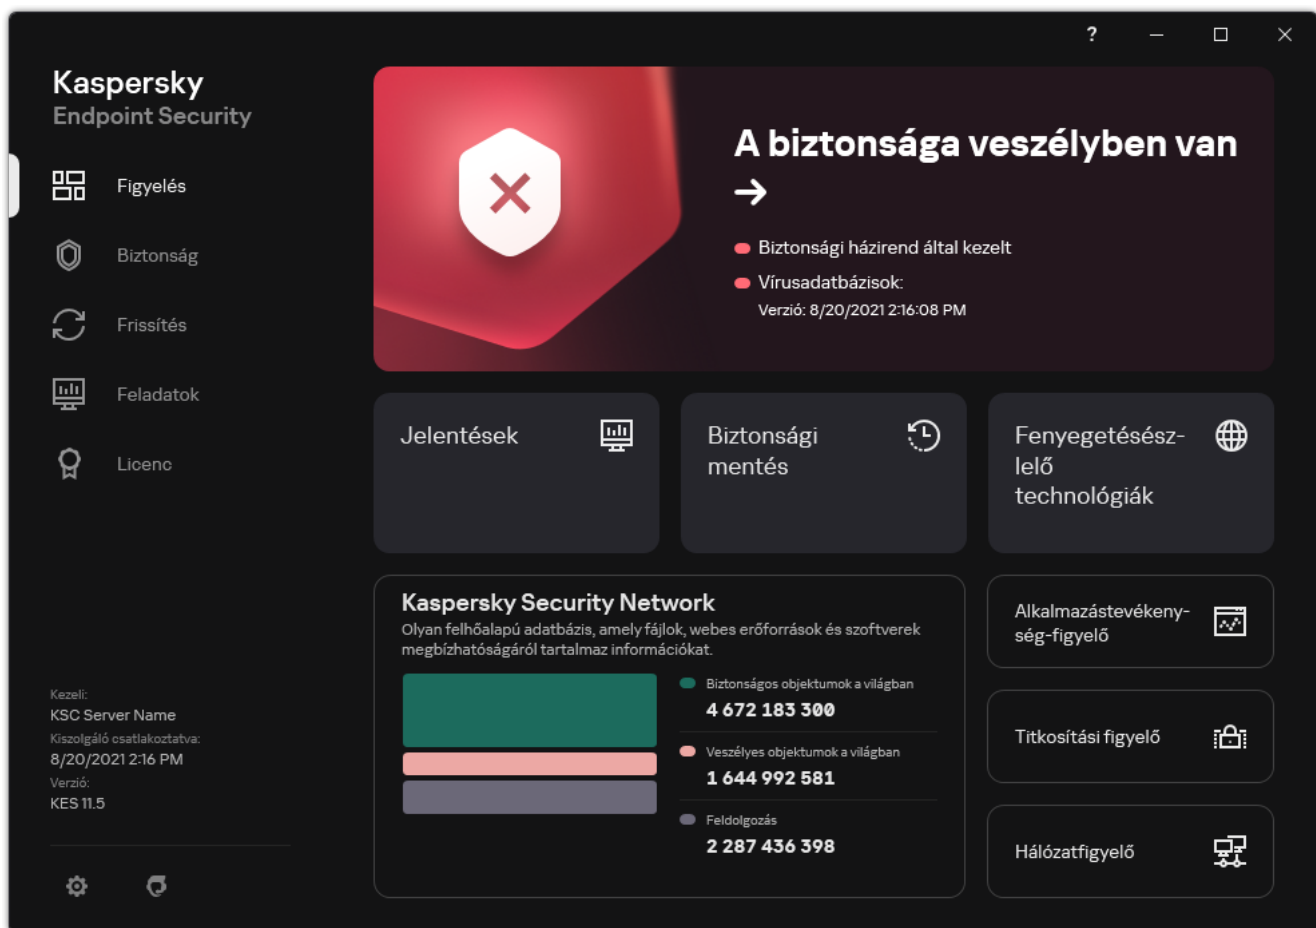 ?
Kaspersky
Endpoint Security
Figyelés
Biztonság
Frissítés
Feladatok
Licenc
Kezeli:
KSC Server Name
Kiszolgáló csatlakoztatva:
8/20/2021 2:16 PM
Verzió:
KES 11.5
A biztonsága veszélyben van
→
Biztonsági házirend által kezelt
Vírusadatbázisok:
Verzió: 8/20/2021 2:16:08 PM
Jelentések
Biztonsági
mentés
Fenyegetésész-
lelő
technológiák
Kaspersky Security Network
Olyan felhőalapú adatbázis, amely fájlok, webes erőforrások és szoftverek
megbízhatóságáról tartalmaz információkat.
Biztonságos objektumok a világban
4 672 183 300
Veszélyes objektumok a világban
1 644 992 581
Feldolgozás
2 287 436 398
Alkalmazástevékeny-
ség-figyelő
Titkosítási figyelő
Hálózatfigyelő